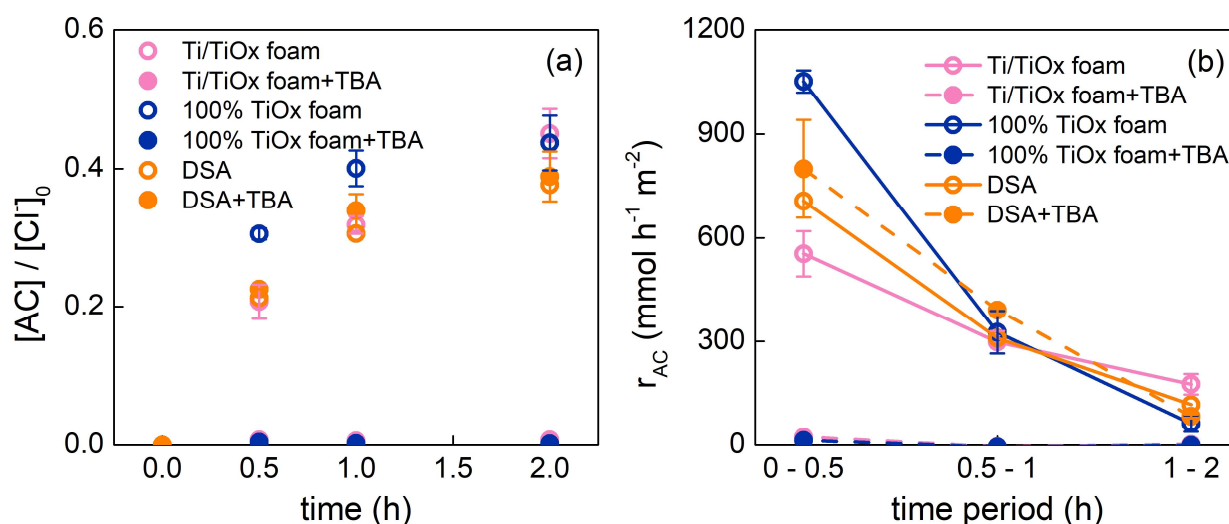 (a)
[AC] / [Cl]0
0.6
0.4
0.2
0.0
Ti/TiOx foam
Ti/TiOx foam+TBA
100% TiOx foam
100% TiOx foam+TBA
DSA
DSA+TBA
0.0 0.5 1.0 1.5 2.0
time (h)
(b)
rAC (mmol h-1 m-2)
1200
900
600
300
0
Ti/TiOx foam
Ti/TiOx foam+TBA
100% TiOx foam
100% TiOx foam+TBA
DSA
DSA+TBA
0 - 0.5 0.5 - 1 1 - 2
time period (h)